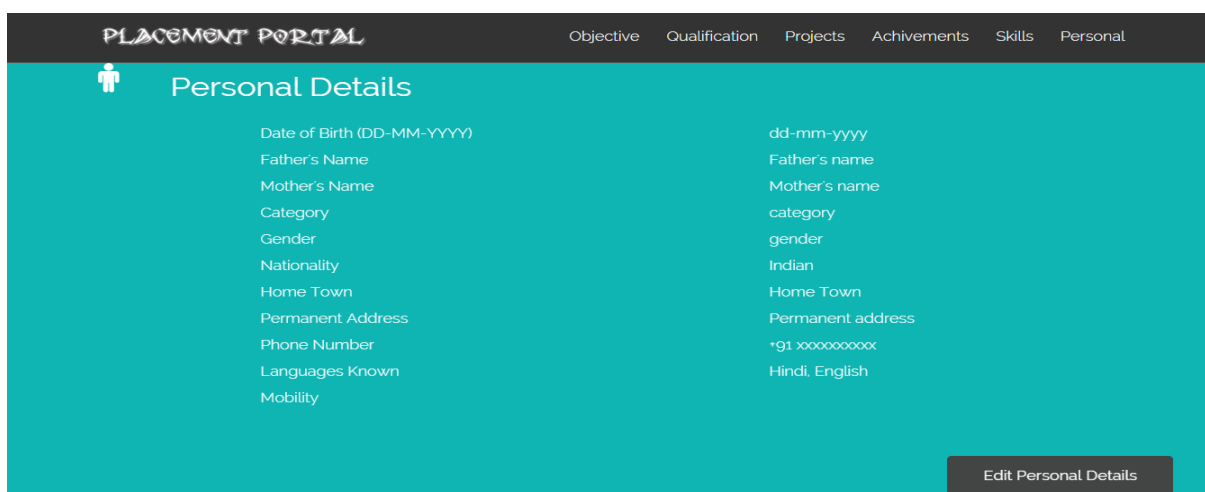 PLACEMENT PORTAL Objective Qualification Projects Achivements Skills Personal
Personal Details
Date of Birth (DD-MM-YYYY) dd-mm-yyyy
Father's Name Father's name
Mother's Name Mother's name
Category category
Gender gender
Nationality Indian
Home Town Home Town
Permanent Address Permanent address
Phone Number +91 xxxxxxxxxx
Languages Known Hindi, English
Mobility
Edit Personal Details